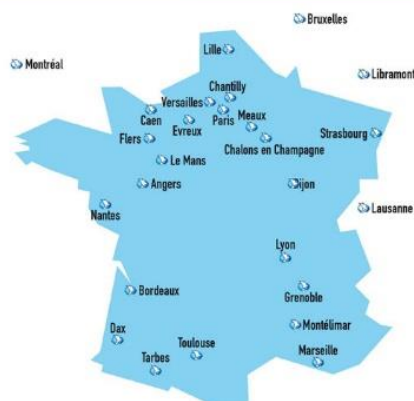 Bruxelles
Lille
Montréal
Libramont
Chantilly
Versailles
Paris
Caen
Evreux
Meaux
Strasbourg
Flers
Chalons en Champagne
Le Mans
Angers
Dijon
Nantes
Lausanne
Lyon
Bordeaux
Grenoble
Montélimar
Dax
Toulouse
Marseille
Tarbes